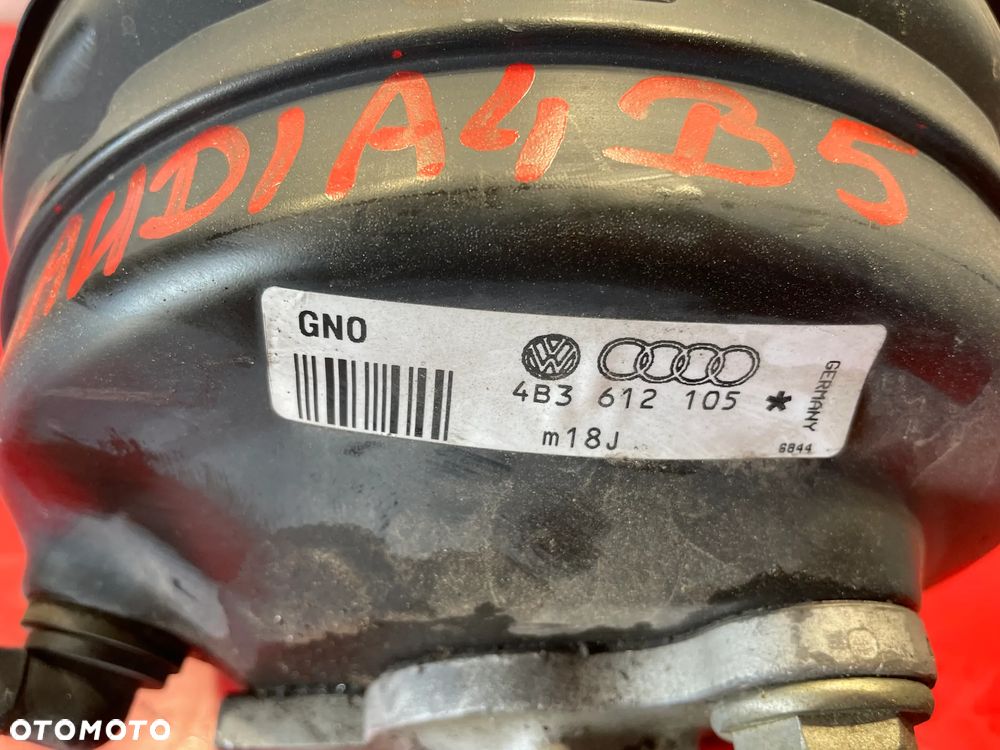 AUDI A4 B5
GNO
4B3 612 105 *
m18J
GERMANY
6844
OTOMOTO